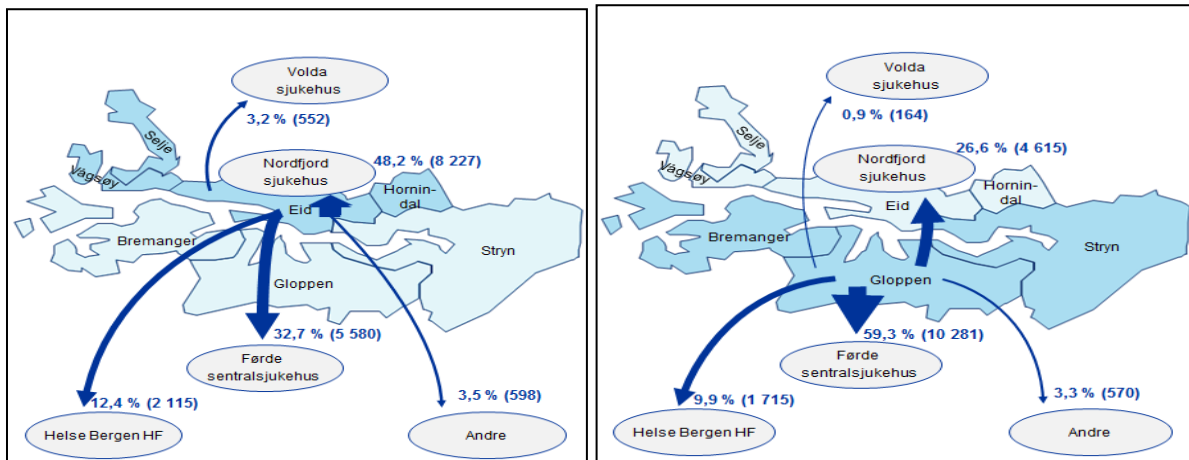 Volda
sjukehus
3,2 % (552)
Selje
Vågsøy
Nordfjord
sjukehus
48,2 % (8 227)
Hornin-
dal
Eid
Bremanger
Stryn
Gloppen
32,7 % (5 580)
Førde
sentralsjukehus
12,4 % (2 115)
Helse Bergen HF
3,5 % (598)
Andre
Volda
sjukehus
0,9 % (164)
Selje
Vågsøy
Nordfjord
sjukehus
26,6 % (4 615)
Hornin-
dal
Eid
Bremanger
Stryn
Gloppen
59,3 % (10 281)
Førde
sentralsjukehus
9,9 % (1 715)
Helse Bergen HF
3,3 % (570)
Andre